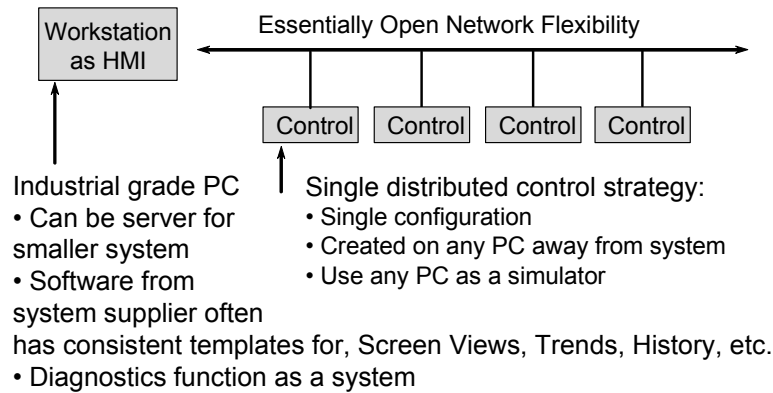 Workstation
as HMI
Essentially Open Network Flexibility
Control
Control
Control
Control
Industrial grade PC
• Can be server for
smaller system
• Software from
system supplier often
has consistent templates for, Screen Views, Trends, History, etc.
• Diagnostics function as a system
Single distributed control strategy:
• Single configuration
• Created on any PC away from system
• Use any PC as a simulator